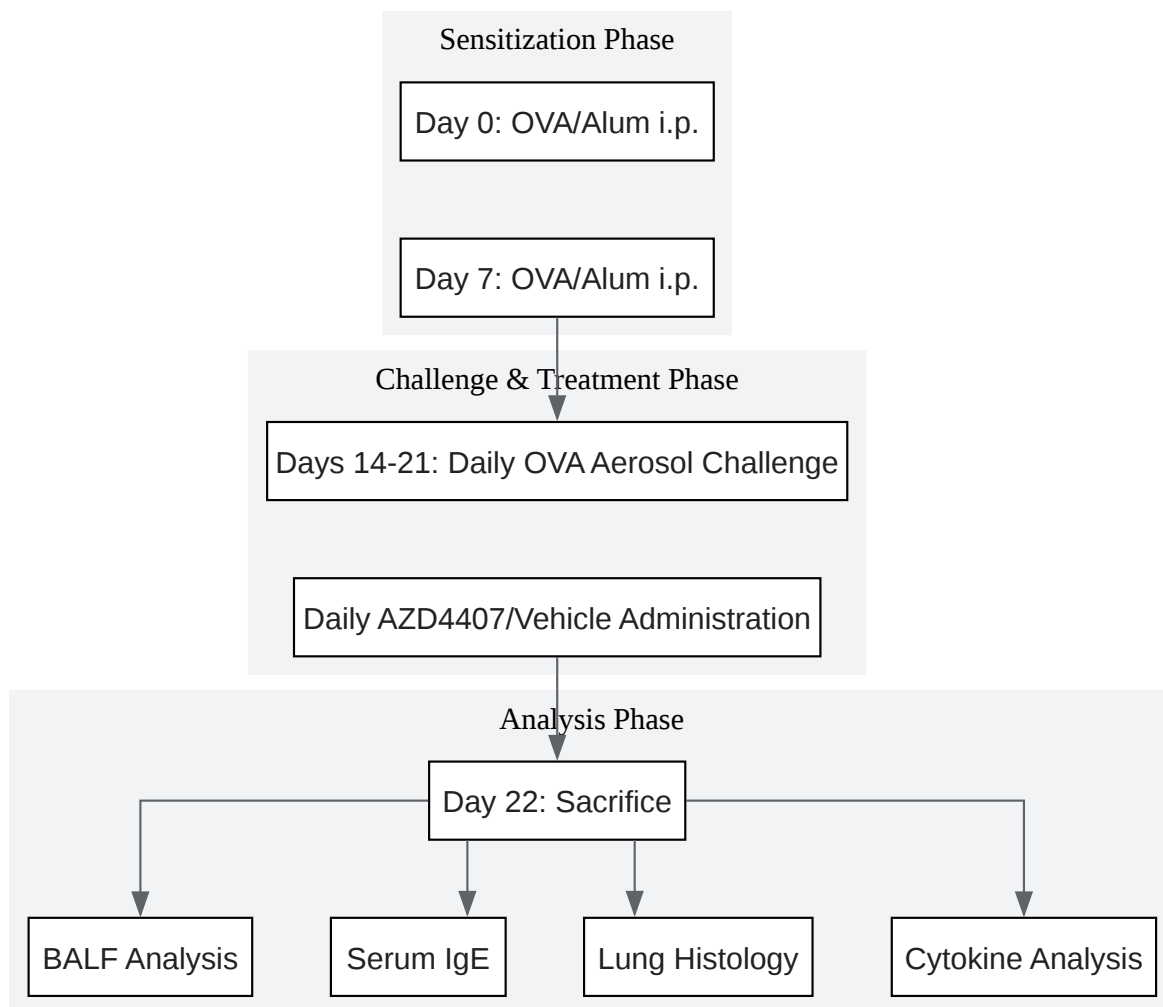 Sensitization Phase
Day 0: OVA/Alum i.p.
Day 7: OVA/Alum i.p.
Challenge & Treatment Phase
Days 14-21: Daily OVA Aerosol Challenge
Daily AZD4407/Vehicle Administration
Analysis Phase
Day 22: Sacrifice
BALF Analysis
Serum IgE
Lung Histology
Cytokine Analysis